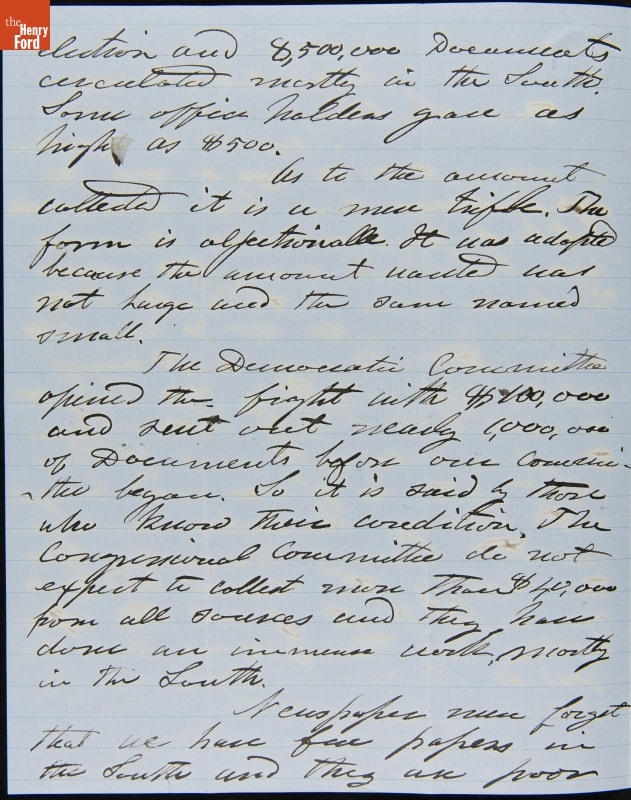 the
Henry
Ford
election and 8,500,000 Documents
circulated mostly in the South.
Some office holders gave as
high as $500.
As to the amount
collected it is a mere trifle. The
form is objectionable. It was adopted
because the amount wanted was
not large and the sum named
small.
The Democratic Committee
opened the fight with $100,000
and sent out nearly 1,000,000
of Documents before our Commit-
-tee began. So it is said by those
who know their condition. The
Congressional Committee do not
expect to collect more than $40,000
from all sources and they have
done an immense work, mostly
in the South.
Newspaper men forget
that we have few papers in
the South and they are poor